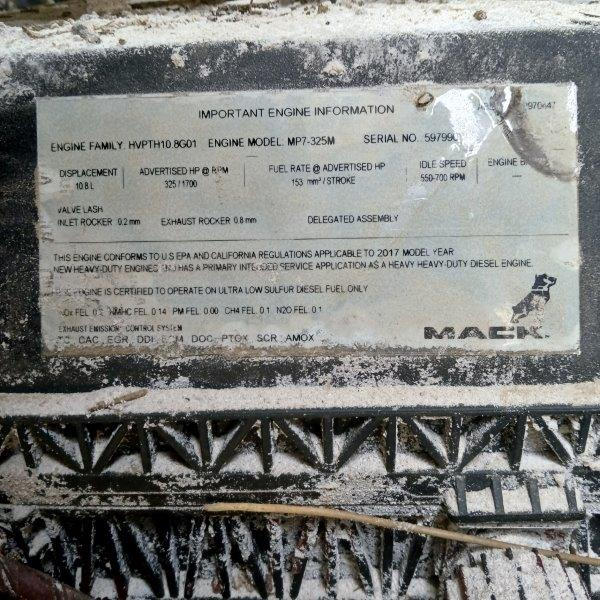 IMPORTANT ENGINE INFORMATION
ENGINE FAMILY HVPTH10.8G01 ENGINE MODEL: MP7-325M SERIAL NO.
DISPLACEMENT ADVERTISED HP @ RPM FUEL RATE @ ADVERTISED HP IDLE SPEED ENGINE
10.8 L 325 / 1700 153 mm³ / STROKE 550-700 RPM
VALVE LASH
INLET ROCKER 0.2 mm EXHAUST ROCKER 0.8 mm DELEGATED ASSEMBLY
THIS ENGINE CONFORMS TO U.S EPA AND CALIFORNIA REGULATIONS APPLICABLE TO 2017 MODEL YEAR
NEW HEAVY-DUTY ENGINES AND HAS A PRIMARY INTENDED SERVICE APPLICATION AS A HEAVY HEAVY-DUTY DIESEL ENGINE.
ENGINE IS CERTIFIED TO OPERATE ON ULTRA LOW SULFUR DIESEL FUEL ONLY
FEL NMHC FEL 0.14 PM FEL 0.00 CH4 FEL 0.1 N2O FEL 0.1
EXHAUST EMISSION CONTROL SYSTEM
CAC, EGR, DDI, ECM, DOC, PTOX, SCR, AMOX
MACK